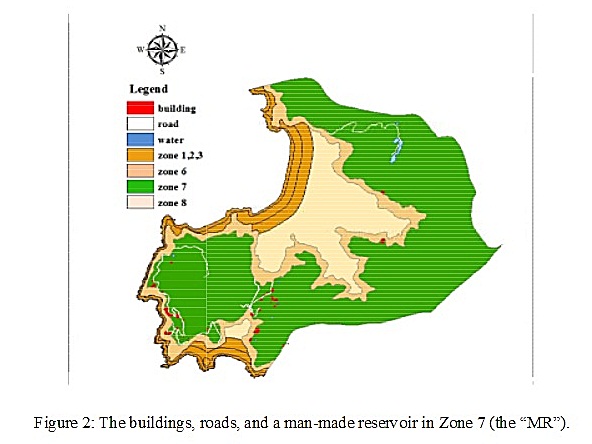 N
W E
S
Legend
building
road
water
zone 1,2,3
zone 6
zone 7
zone 8
Figure 2: The buildings, roads, and a man-made reservoir in Zone 7 (the “MR”).